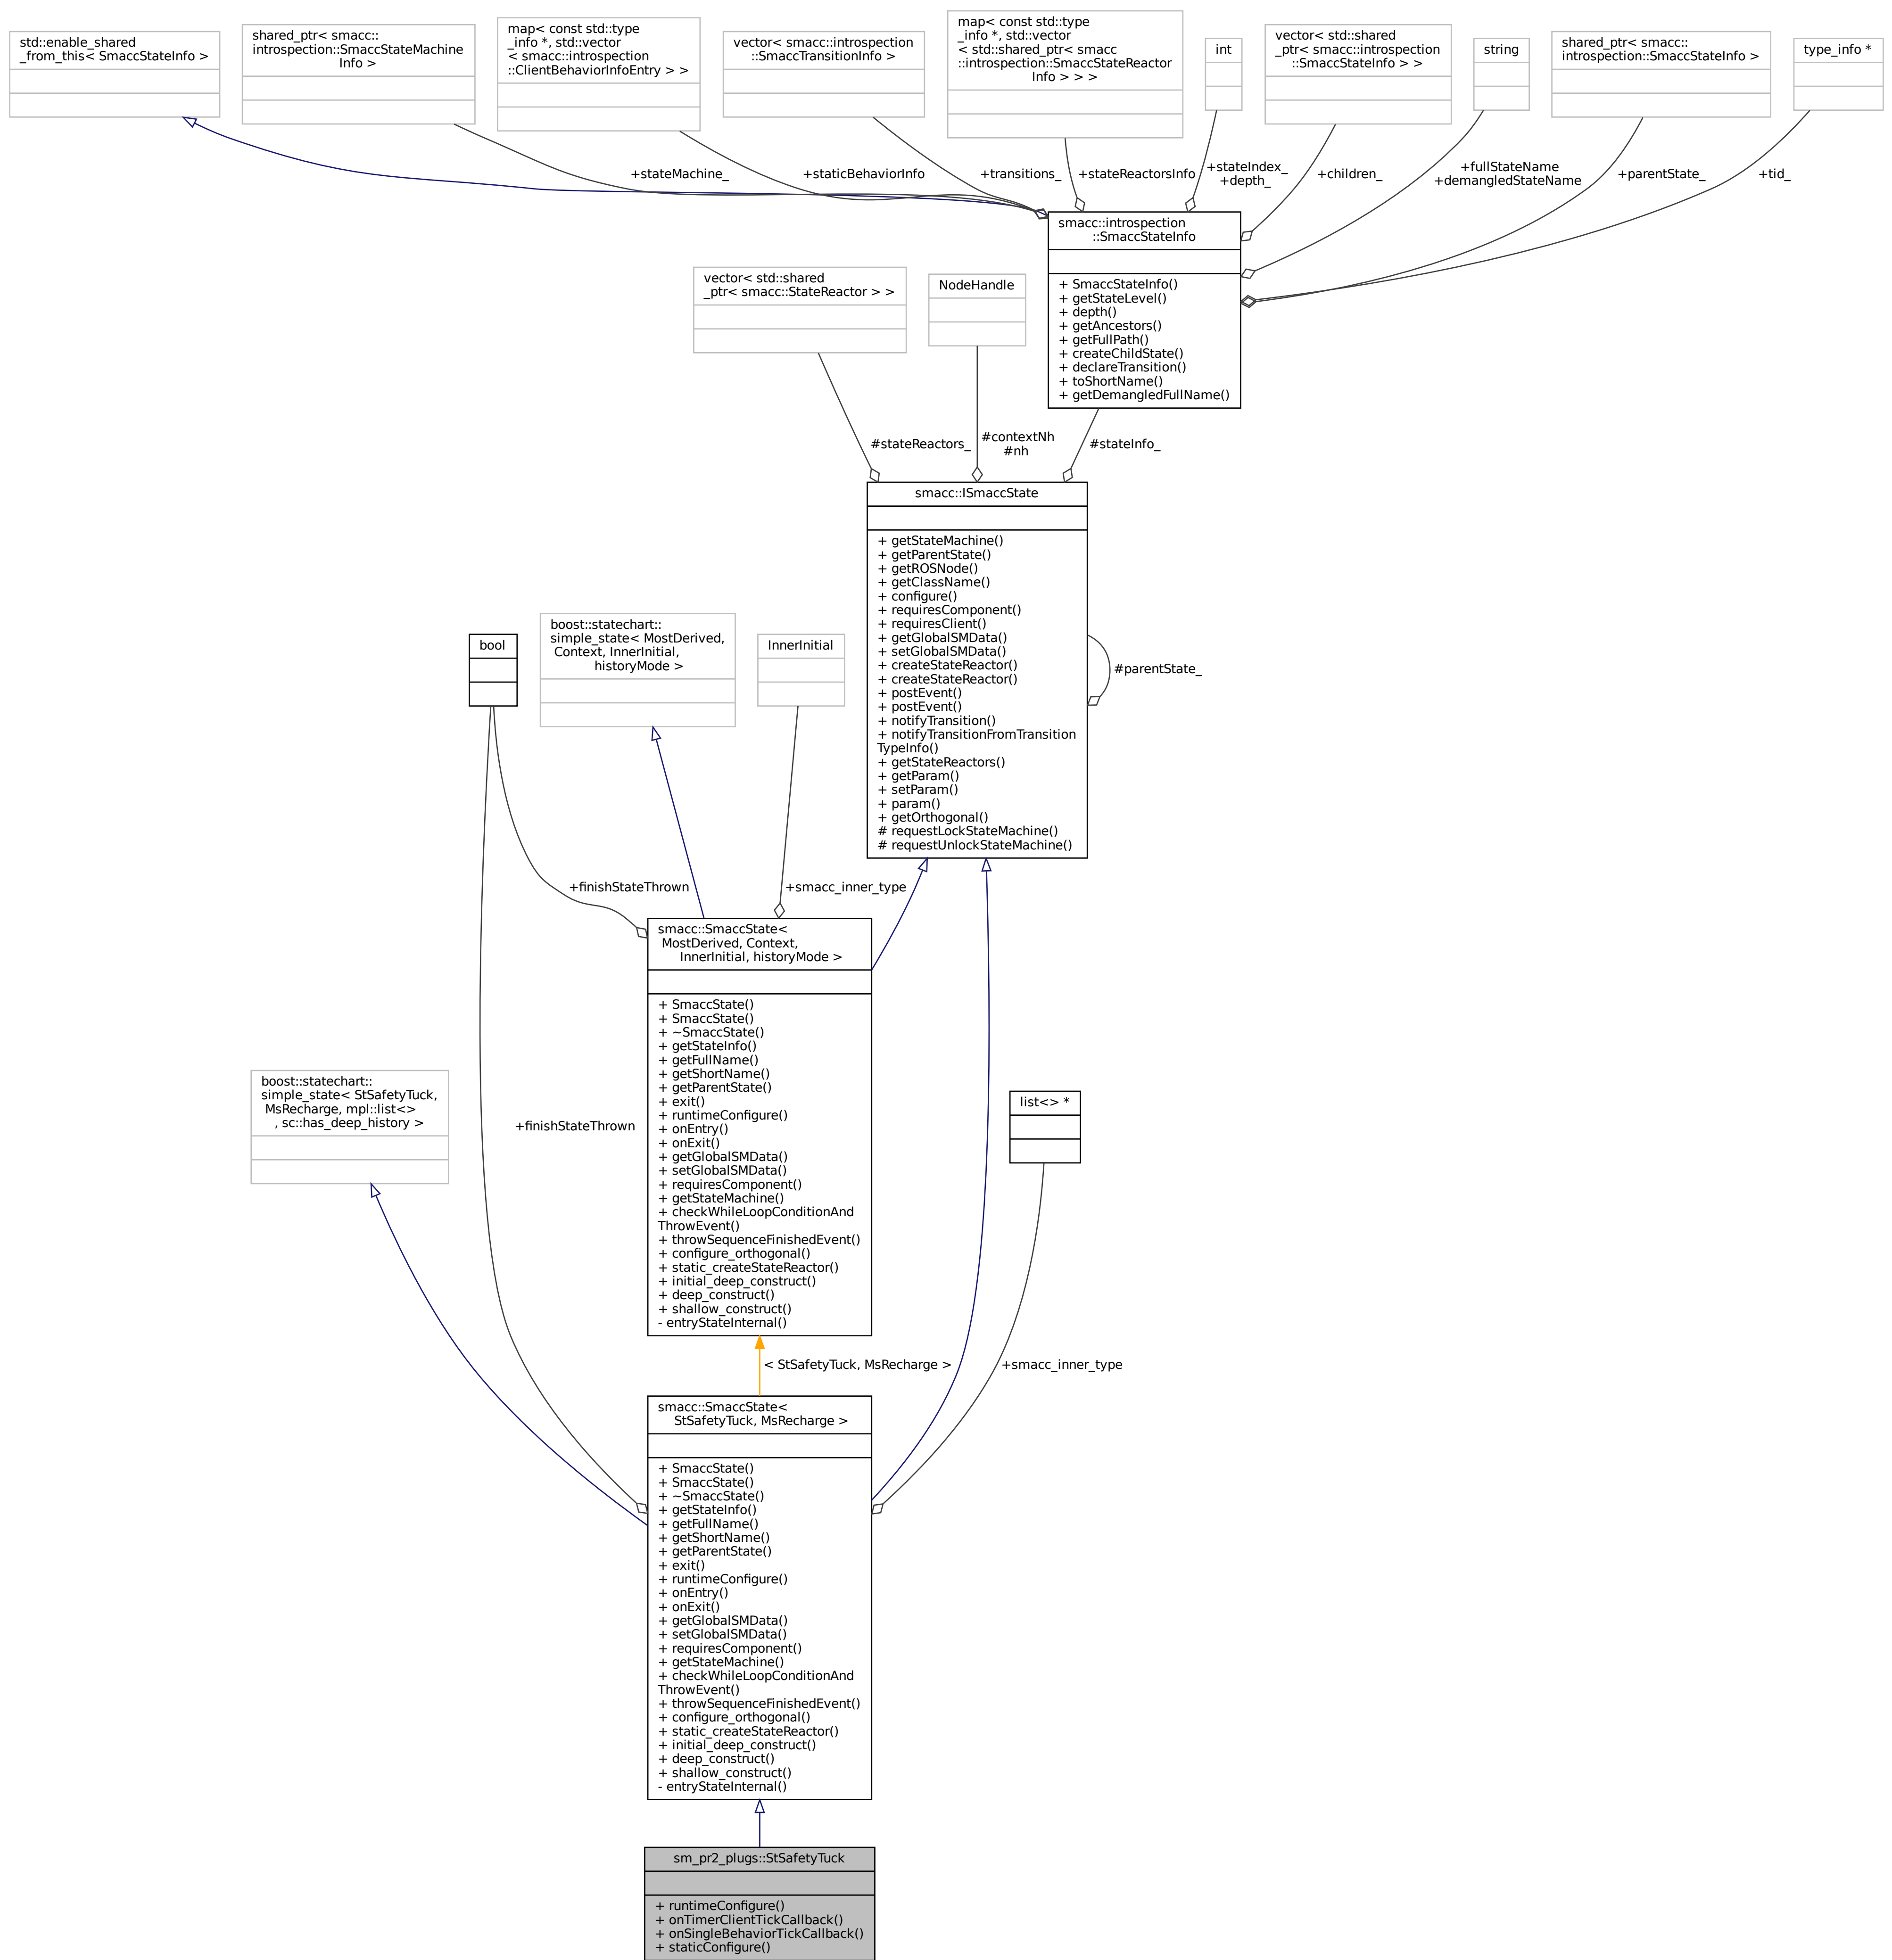 std::enable_shared
_from_this< SmaccStateInfo >
shared_ptr< smacc::
introspection::SmaccStateMachine
Info >
map< const std::type
_info *, std::vector
< smacc::introspection
::ClientBehaviorInfoEntry > >
vector< smacc::introspection
::SmaccTransitionInfo >
map< const std::type
_info *, std::vector
< std::shared_ptr< smacc
::introspection::SmaccStateReactor
Info > > >
int
vector< std::shared
_ptr< smacc::introspection
::SmaccStateInfo > >
string
shared_ptr< smacc::
introspection::SmaccStateInfo >
type_info *
+stateMachine_
+staticBehaviorInfo
+transitions_
+stateReactorsInfo
+stateIndex_
+depth_
+children_
+fullStateName
+demangledStateName
+parentState_
+tid_
smacc::introspection
::SmaccStateInfo
+ SmaccStateInfo()
+ getStateLevel()
+ depth()
+ getAncestors()
+ getFullPath()
+ createChildState()
+ declareTransition()
+ toShortName()
+ getDemangledFullName()
vector< std::shared
_ptr< smacc::StateReactor > >
NodeHandle
#stateReactors_
#contextNh
#nh
#stateInfo_
smacc::ISmaccState
+ getStateMachine()
+ getParentState()
+ getROSNode()
+ getClassName()
+ configure()
+ requiresComponent()
+ requiresClient()
+ getGlobalSMData()
+ setGlobalSMData()
+ createStateReactor()
+ createStateReactor()
+ postEvent()
+ postEvent()
+ notifyTransition()
+ notifyTransitionFromTransition
TypeInfo()
+ getStateReactors()
+ getParam()
+ setParam()
+ param()
+ getOrthogonal()
# requestLockStateMachine()
# requestUnlockStateMachine()
#parentState_
bool
boost::statechart::
simple_state< MostDerived,
Context, InnerInitial,
historyMode >
InnerInitial
+finishStateThrown
+smacc_inner_type
smacc::SmaccState<
MostDerived, Context,
InnerInitial, historyMode >
+ SmaccState()
+ SmaccState()
+ ~SmaccState()
+ getStateInfo()
+ getFullName()
+ getShortName()
+ getParentState()
+ exit()
+ runtimeConfigure()
+ onEntry()
+ onExit()
+ getGlobalSMData()
+ setGlobalSMData()
+ requiresComponent()
+ getStateMachine()
+ checkWhileLoopConditionAnd
ThrowEvent()
+ throwSequenceFinishedEvent()
+ configure_orthogonal()
+ static_createStateReactor()
+ initial_deep_construct()
+ deep_construct()
+ shallow_construct()
- entryStateInternal()
boost::statechart::
simple_state< StSafetyTuck,
MsRecharge, mpl::list<>
, sc::has_deep_history >
+finishStateThrown
list<> *
< StSafetyTuck, MsRecharge >
+smacc_inner_type
smacc::SmaccState<
StSafetyTuck, MsRecharge >
+ SmaccState()
+ SmaccState()
+ ~SmaccState()
+ getStateInfo()
+ getFullName()
+ getShortName()
+ getParentState()
+ exit()
+ runtimeConfigure()
+ onEntry()
+ onExit()
+ getGlobalSMData()
+ setGlobalSMData()
+ requiresComponent()
+ getStateMachine()
+ checkWhileLoopConditionAnd
ThrowEvent()
+ throwSequenceFinishedEvent()
+ configure_orthogonal()
+ static_createStateReactor()
+ initial_deep_construct()
+ deep_construct()
+ shallow_construct()
- entryStateInternal()
sm_pr2_plugs::StSafetyTuck
+ runtimeConfigure()
+ onTimerClientTickCallback()
+ onSingleBehaviorTickCallback()
+ staticConfigure()